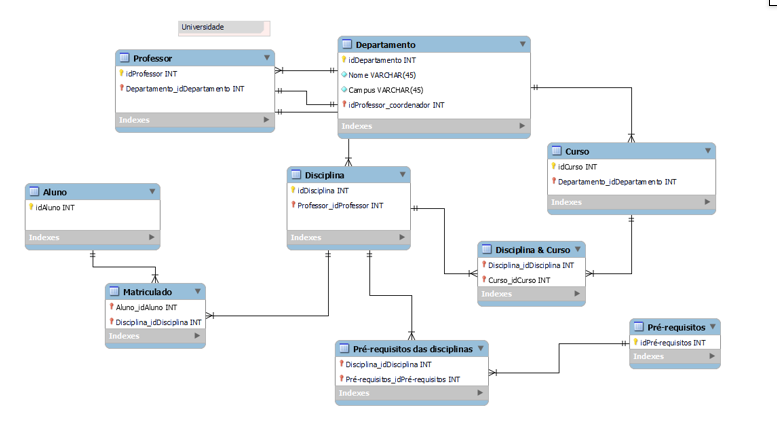 Universidade
Professor
idProfessor INT
Departamento_idDepartamento INT
Indexes
Departamento
idDepartamento INT
Nome VARCHAR(45)
Campus VARCHAR(45)
idProfessor_coordenador INT
Indexes
Curso
idCurso INT
Departamento_idDepartamento INT
Indexes
Disciplina
idDisciplina INT
Professor_idProfessor INT
Indexes
Aluno
idAluno INT
Indexes
Disciplina & Curso
Disciplina_idDisciplina INT
Curso_idCurso INT
Indexes
Matriculado
Aluno_idAluno INT
Disciplina_idDisciplina INT
Indexes
Pré-requisitos das disciplinas
Disciplina_idDisciplina INT
Pré-requisitos_idPré-requisitos INT
Indexes
Pré-requisitos
idPré-requisitos INT
Indexes